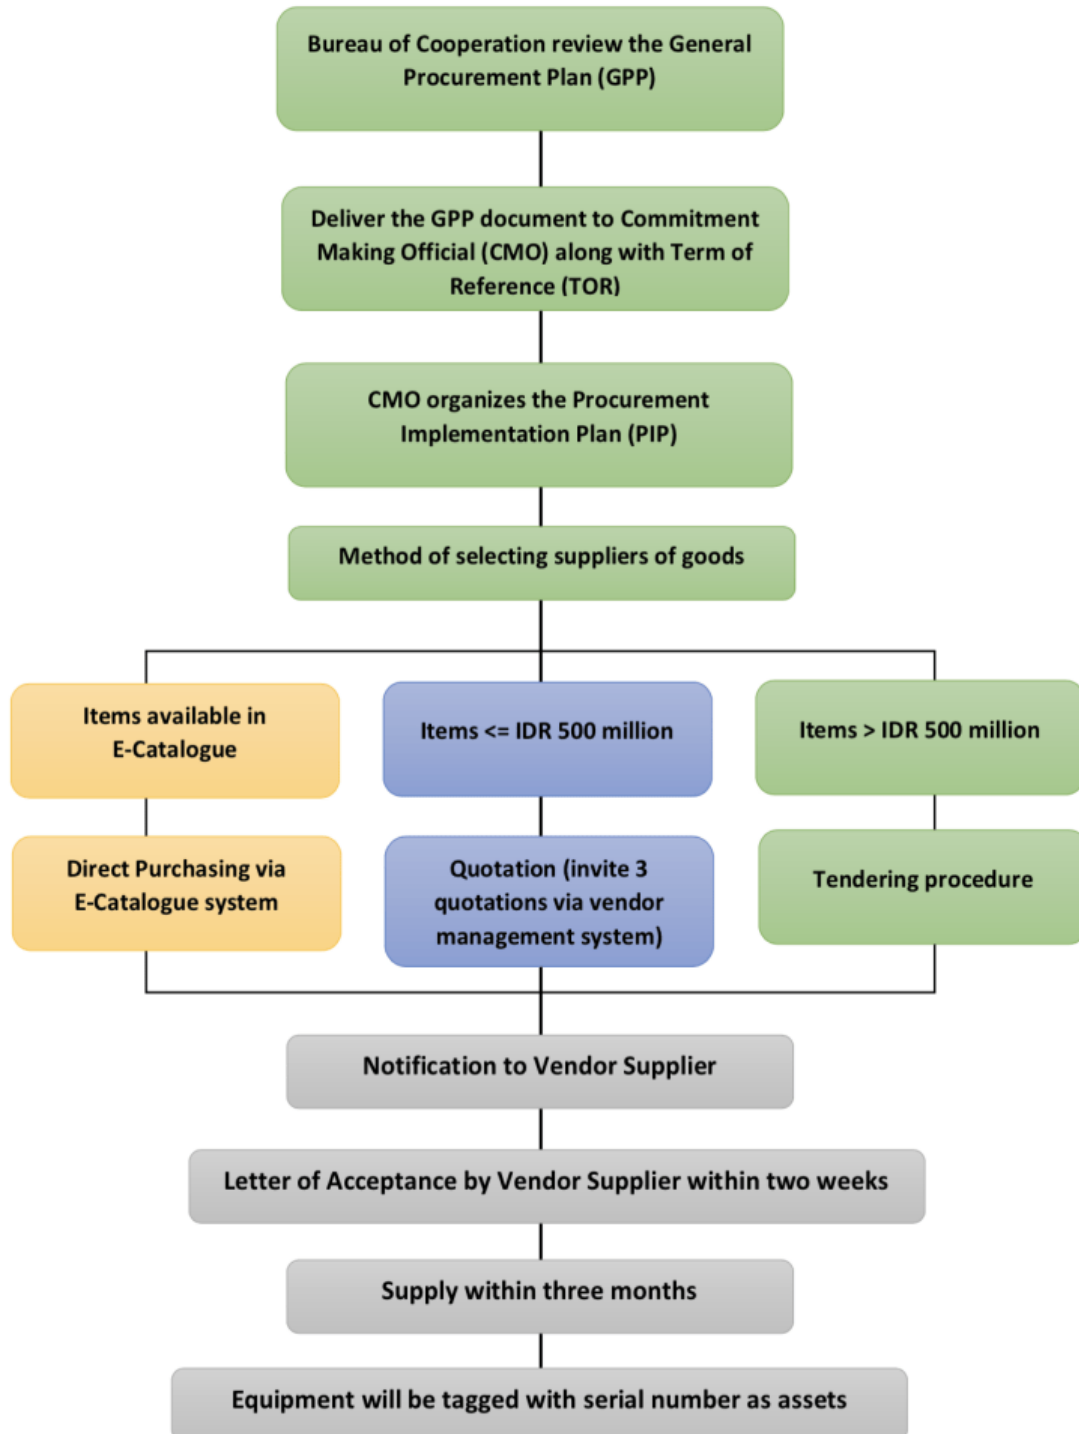 Bureau of Cooperation review the General
Procurement Plan (GPP)
Deliver the GPP document to Commitment
Making Official (CMO) along with Term of
Reference (TOR)
CMO organizes the Procurement
Implementation Plan (PIP)
Method of selecting suppliers of goods
Items available in
E-Catalogue
Items <= IDR 500 million
Items > IDR 500 million
Direct Purchasing via
E-Catalogue system
Quotation (invite 3
quotations via vendor
management system)
Tendering procedure
Notification to Vendor Supplier
Letter of Acceptance by Vendor Supplier within two weeks
Supply within three months
Equipment will be tagged with serial number as assets